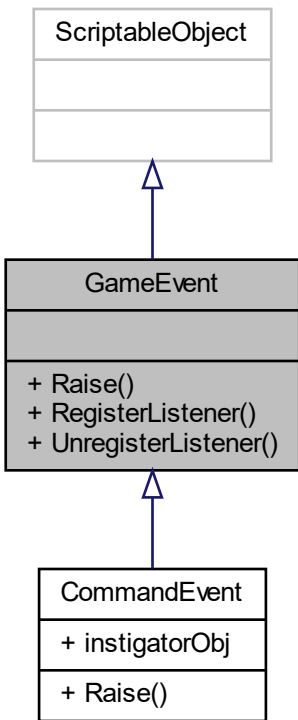 ScriptableObject
GameEvent
+ Raise()
+ RegisterListener()
+ UnregisterListener()
CommandEvent
+ instigatorObj
+ Raise()